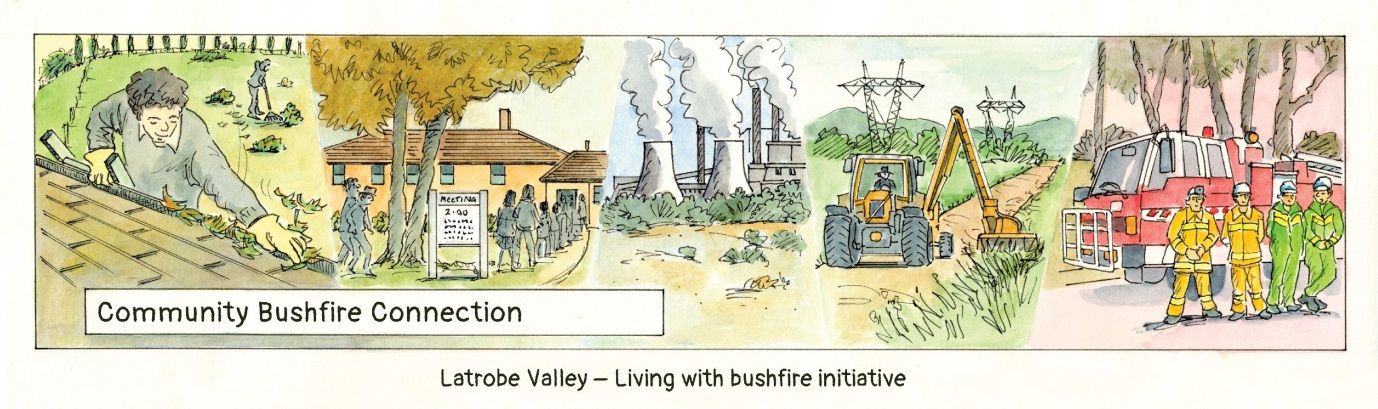 MEETING
2.00
Community Bushfire Connection
Latrobe Valley – Living with bushfire initiative